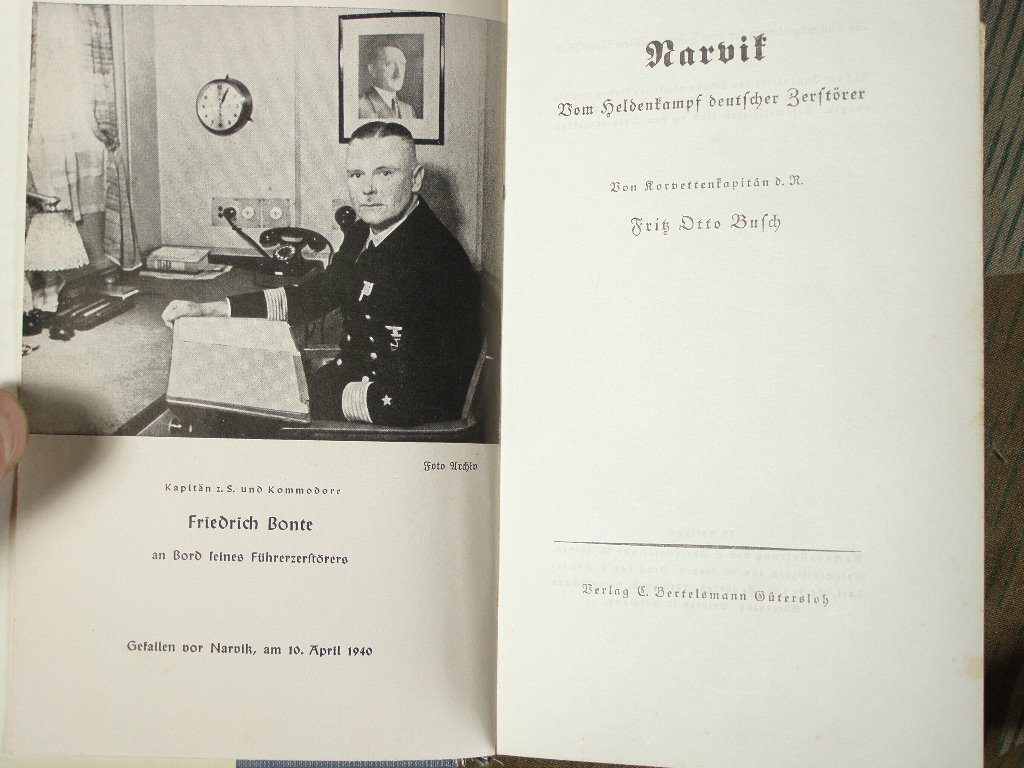 Foto Archiv
Kapitän z. S. und Kommodore
Friedrich Bonte
an Bord seines Führerzerstörers
Gefallen vor Narvik, am 10. April 1940
Narvik
Vom Heldenkampf deutscher Zerstörer
Von Korvettenkapitän d. R.
Fritz Otto Busch
Verlag C. Bertelsmann Gütersloh